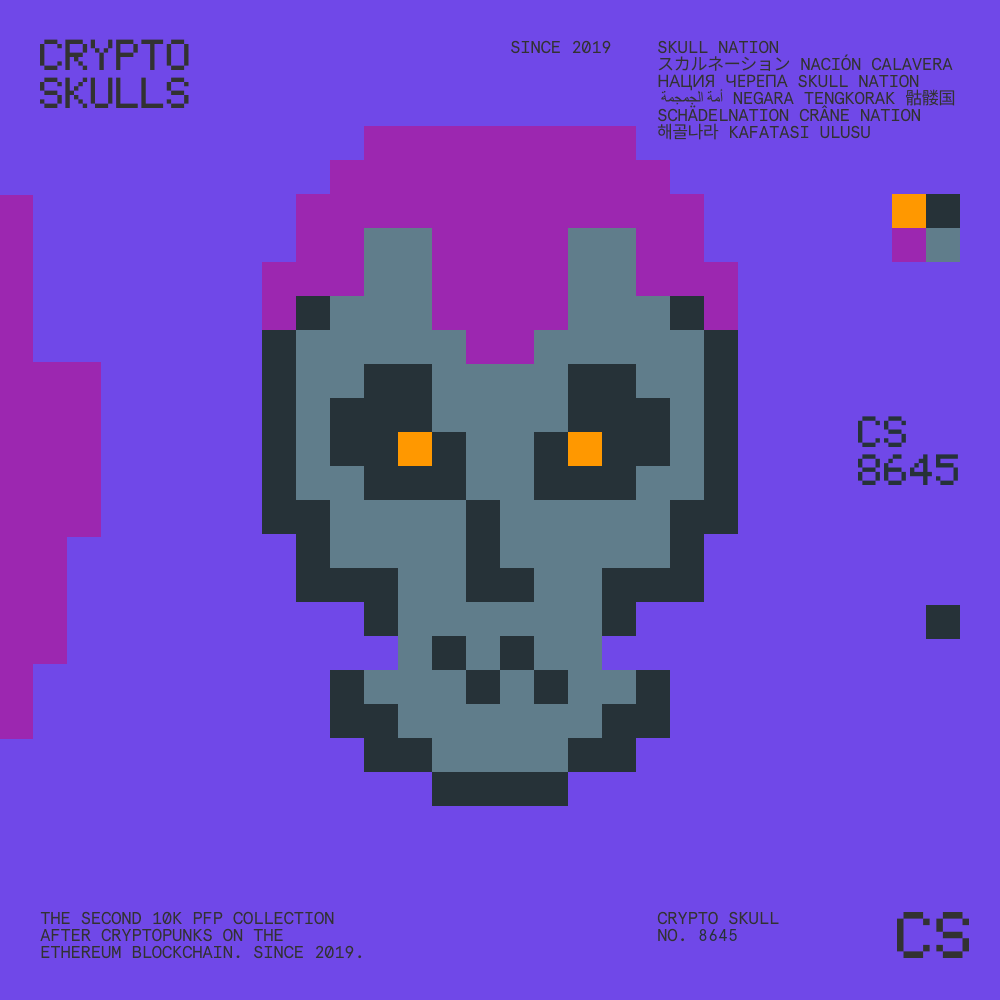 CRYPTO
SKULLS
SINCE 2019
SKULL NATION
スカルネーション NACIÓN CALAVERA
НАЦИЯ ЧЕРЕПА SKULL NATION
أمة الجمجمة NEGARA TENGKORAK 骷髅国
SCHÄDELNATION CRÂNE NATION
해골나라 KAFATASI ULUSU
CS
8645
THE SECOND 10K PFP COLLECTION
AFTER CRYPTOPUNKS ON THE
ETHEREUM BLOCKCHAIN. SINCE 2019.
CRYPTO SKULL
NO. 8645
CS